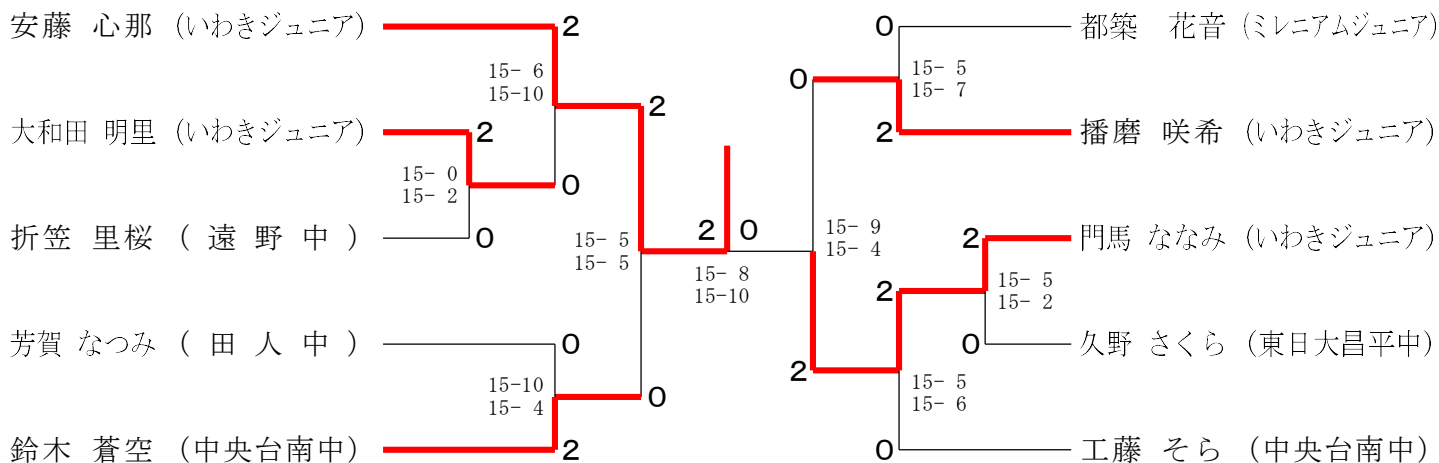 安藤 心那 (いわきジュニア) 2 0 都築 花音 (ミレニアムジュニア)
15- 6 0 15- 5
15-10 15- 7
2
大和田 明里 (いわきジュニア) 2 2 播磨 咲希 (いわきジュニア)
15- 0 0
15- 2
折笠 里桜 ( 遠 野 中 ) 0 15- 5 2 0 15- 9 2 門馬 ななみ (いわきジュニア)
15- 5 15- 4
15- 8 2 15- 5
15-10 15- 2
芳賀 なつみ ( 田 人 中 ) 0 0 久野 さくら (東日大昌平中)
15-10 2 15- 5
15- 4 0 15- 6
鈴木 蒼空 (中央台南中) 2 0 工藤 そら (中央台南中)